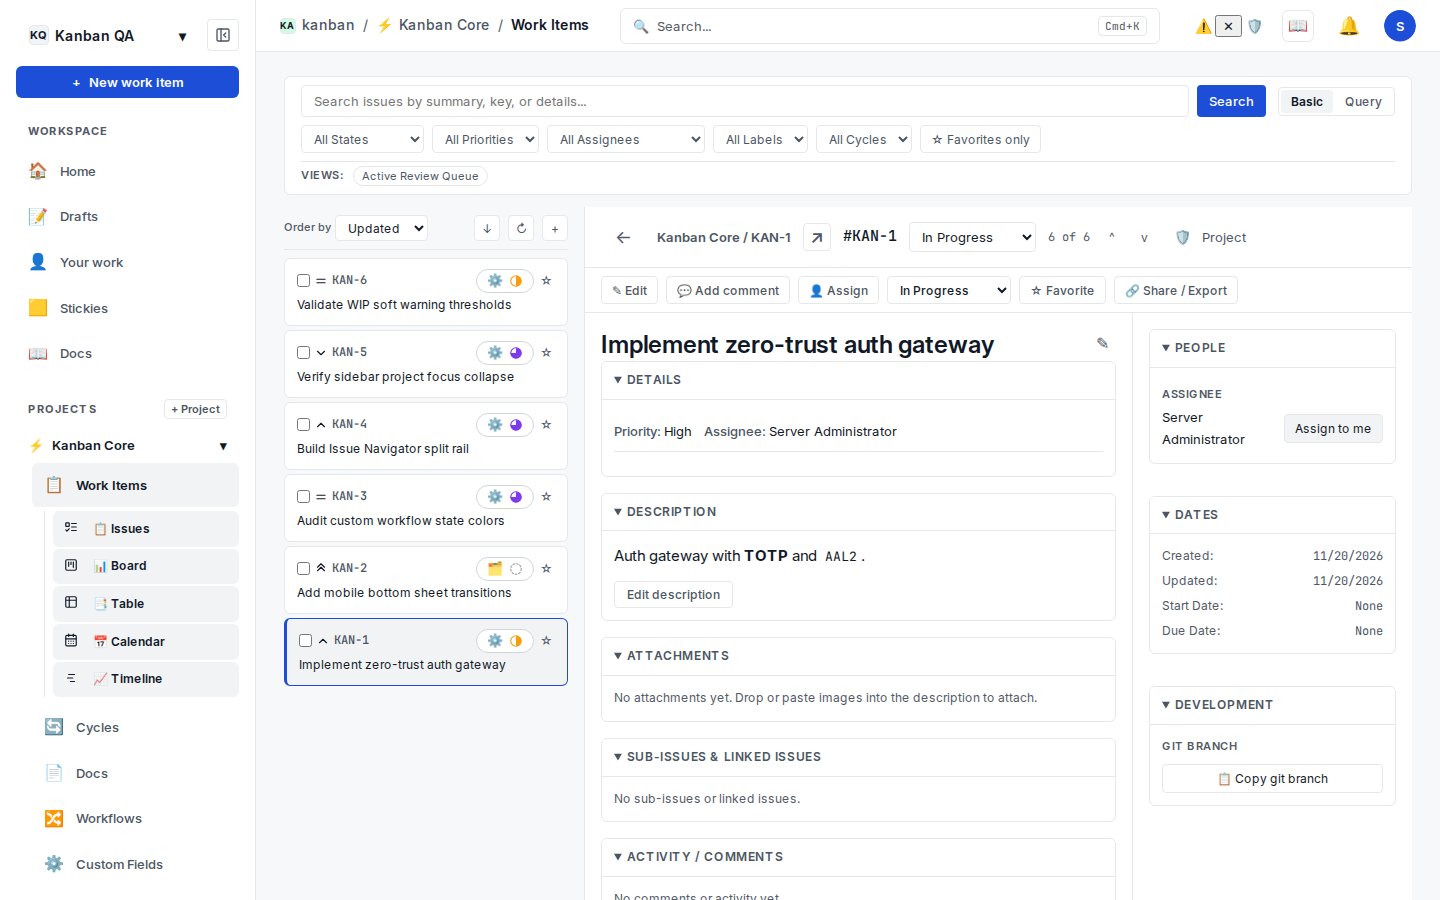 KQ Kanban QA ▾
+ New work item
WORKSPACE
Home
Drafts
Your work
Stickies
Docs
PROJECTS + Project
Kanban Core ▾
Work Items
Issues
Board
Table
Calendar
Timeline
Cycles
Docs
Workflows
Custom Fields
KA kanban / Kanban Core / Work Items
Search... Cmd+K
S
Search issues by summary, key, or details...
Search
Basic Query
All States All Priorities All Assignees All Labels All Cycles ☆ Favorites only
VIEWS: Active Review Queue
Order by Updated ↓ ↻ +
KAN-6
Validate WIP soft warning thresholds
KAN-5
Verify sidebar project focus collapse
KAN-4
Build Issue Navigator split rail
KAN-3
Audit custom workflow state colors
KAN-2
Add mobile bottom sheet transitions
KAN-1
Implement zero-trust auth gateway
← Kanban Core / KAN-1 #KAN-1 In Progress 6 of 6 ^ v Project
✎ Edit Add comment Assign In Progress ☆ Favorite Share / Export
Implement zero-trust auth gateway ✎
▾ DETAILS
Priority: High Assignee: Server Administrator
▾ DESCRIPTION
Auth gateway with TOTP and AAL2.
Edit description
▾ ATTACHMENTS
No attachments yet. Drop or paste images into the description to attach.
▾ SUB-ISSUES & LINKED ISSUES
No sub-issues or linked issues.
▾ ACTIVITY / COMMENTS
No comments or activity yet
▾ PEOPLE
ASSIGNEE
Server Administrator
Assign to me
▾ DATES
Created: 11/20/2026
Updated: 11/20/2026
Start Date: None
Due Date: None
▾ DEVELOPMENT
GIT BRANCH
Copy git branch